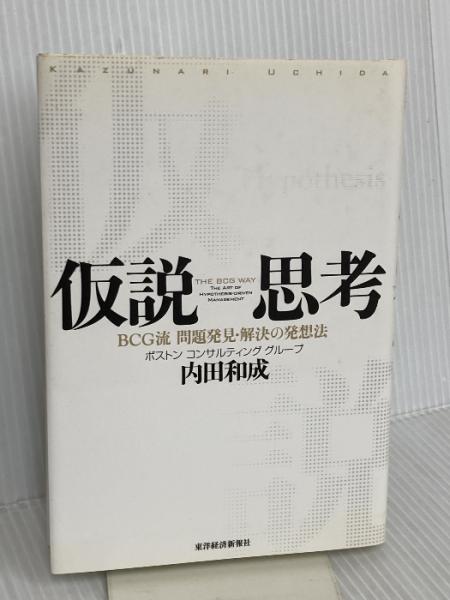 KAZUNARI UCHIDA
仮
Hypothesis
仮説 思考
THE BCG WAY
THE ART OF
HYPOTHESIS-DRIVEN
MANAGEMENT
BCG流 問題発見・解決の発想法
ボストン コンサルティング グループ
内田和成
説
東洋経済新報社